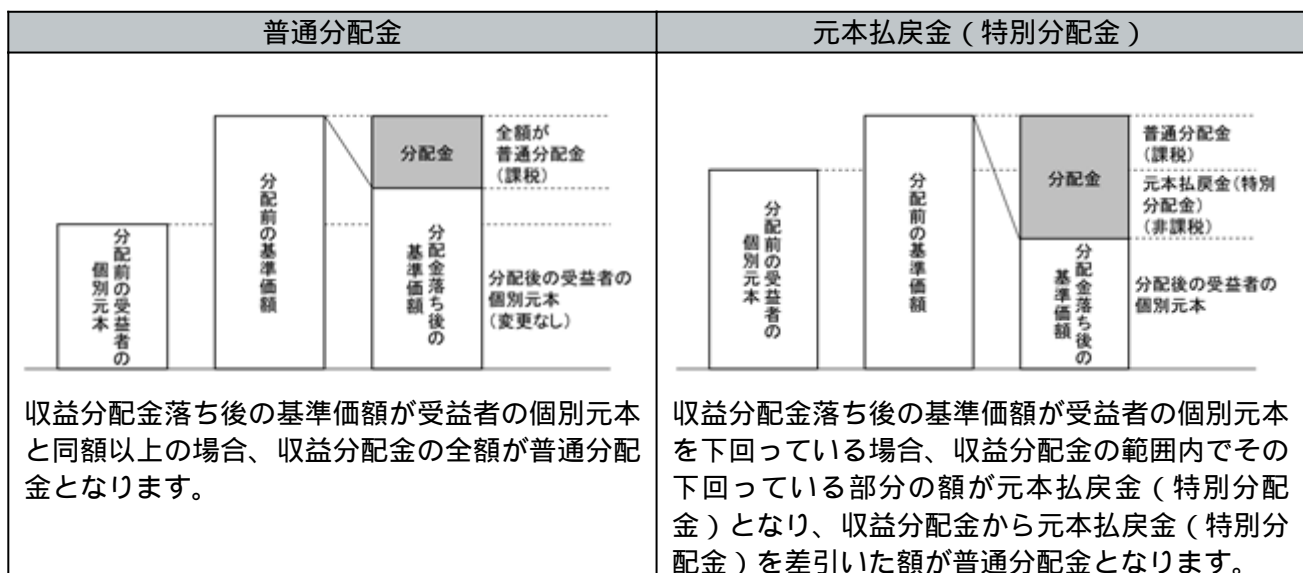 普通分配金
全額が
普通分配金
(課税)
分配金
分配前の受益者の
個別元本
分配前の基準価額
分配金落ち後の
基準価額
分配後の受益者の
個別元本
(変更なし)
収益分配金落ち後の基準価額が受益者の個別元本
と同額以上の場合、収益分配金の全額が普通分配
金となります。
元本払戻金(特別分配金)
普通分配金
(課税)
分配金
元本払戻金(特別
分配金)
(非課税)
分配前の受益者の
個別元本
分配前の基準価額
分配金落ち後の
基準価額
分配後の受益者の
個別元本
収益分配金落ち後の基準価額が受益者の個別元本
を下回っている場合、収益分配金の範囲内でその
下回っている部分の額が元本払戻金(特別分配
金)となり、収益分配金から元本払戻金(特別分
配金)を差引いた額が普通分配金となります。